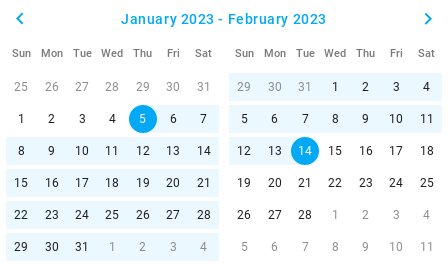 January 2023 - February 2023
Sun Mon Tue Wed Thu Fri Sat
25 26 27 28 29 30 31
1 2 3 4 5 6 7
8 9 10 11 12 13 14
15 16 17 18 19 20 21
22 23 24 25 26 27 28
29 30 31 1 2 3 4
Sun Mon Tue Wed Thu Fri Sat
29 30 31 1 2 3 4
5 6 7 8 9 10 11
12 13 14 15 16 17 18
19 20 21 22 23 24 25
26 27 28 1 2 3 4
5 6 7 8 9 10 11